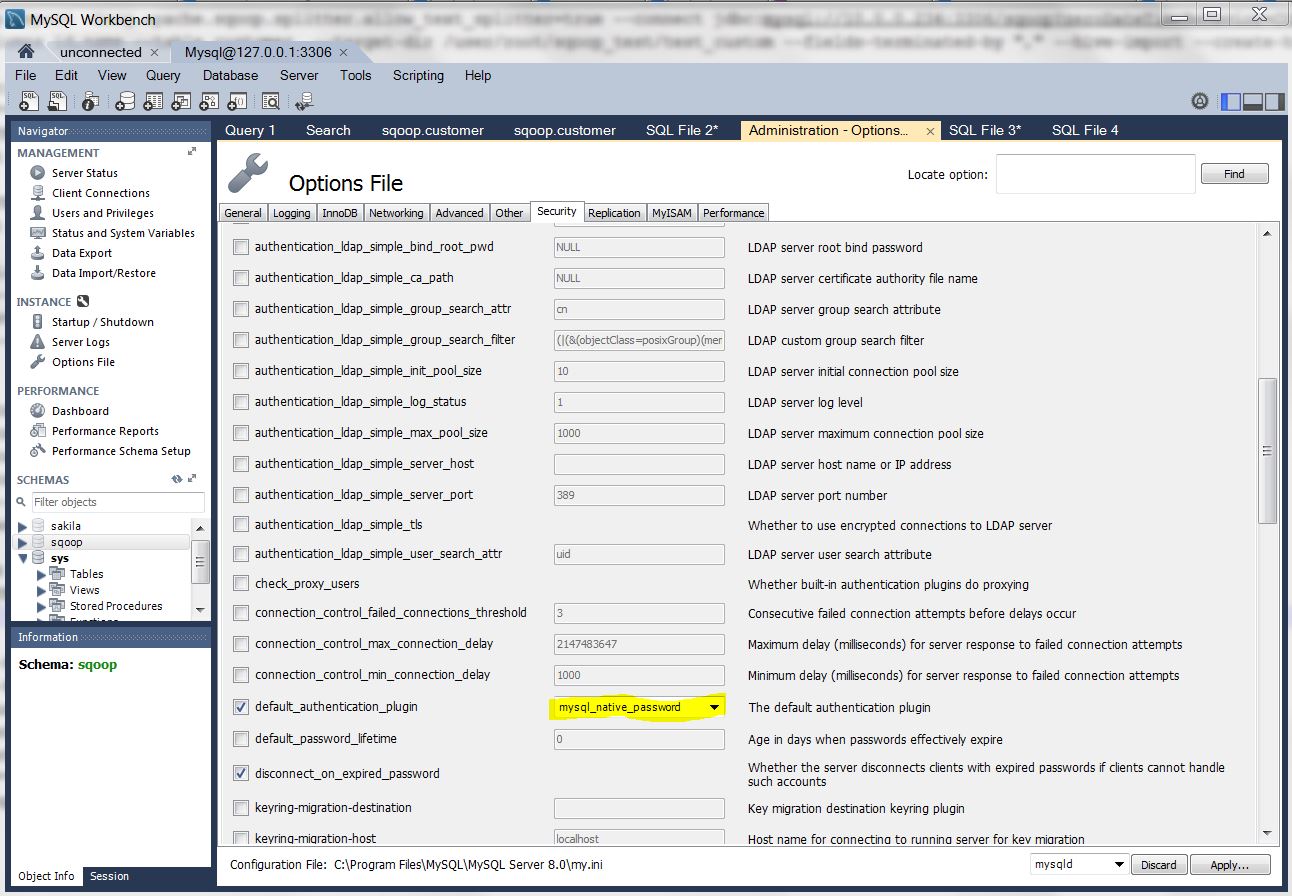 MySQL Workbench
unconnected × Mysql@127.0.0.1:3306 ×
File Edit View Query Database Server Tools Scripting Help
Navigator
MANAGEMENT
Server Status
Client Connections
Users and Privileges
Status and System Variables
Data Export
Data Import/Restore
INSTANCE
Startup / Shutdown
Server Logs
Options File
PERFORMANCE
Dashboard
Performance Reports
Performance Schema Setup
SCHEMAS
Filter objects
sakila
sqoop
sys
Tables
Views
Stored Procedures
Functions
Information
Schema: sqoop
Object Info Session
Query 1 Search sqoop.customer sqoop.customer SQL File 2* Administration - Options... × SQL File 3* SQL File 4
Options File
Locate option: Find
General Logging InnoDB Networking Advanced Other Security Replication MyISAM Performance
authentication_ldap_simple_bind_root_pwd NULL LDAP server root bind password
authentication_ldap_simple_ca_path NULL LDAP server certificate authority file name
authentication_ldap_simple_group_search_attr cn LDAP server group search attribute
authentication_ldap_simple_group_search_filter (|(&(objectClass=posixGroup)(mer LDAP custom group search filter
authentication_ldap_simple_init_pool_size 10 LDAP server initial connection pool size
authentication_ldap_simple_log_status 1 LDAP server log level
authentication_ldap_simple_max_pool_size 1000 LDAP server maximum connection pool size
authentication_ldap_simple_server_host LDAP server host name or IP address
authentication_ldap_simple_server_port 389 LDAP server port number
authentication_ldap_simple_tls Whether to use encrypted connections to LDAP server
authentication_ldap_simple_user_search_attr uid LDAP server user search attribute
check_proxy_users Whether built-in authentication plugins do proxying
connection_control_failed_connections_threshold 3 Consecutive failed connection attempts before delays occur
connection_control_max_connection_delay 2147483647 Maximum delay (milliseconds) for server response to failed connection attempts
connection_control_min_connection_delay 1000 Minimum delay (milliseconds) for server response to failed connection attempts
default_authentication_plugin mysql_native_password The default authentication plugin
default_password_lifetime 0 Age in days when passwords effectively expire
disconnect_on_expired_password Whether the server disconnects clients with expired passwords if clients cannot handle
such accounts
keyring-migration-destination Key migration destination keyring plugin
keyring-migration-host localhost Host name for connecting to running server for key migration
Configuration File: C:\Program Files\MySQL\MySQL Server 8.0\my.ini mysqld Discard Apply...